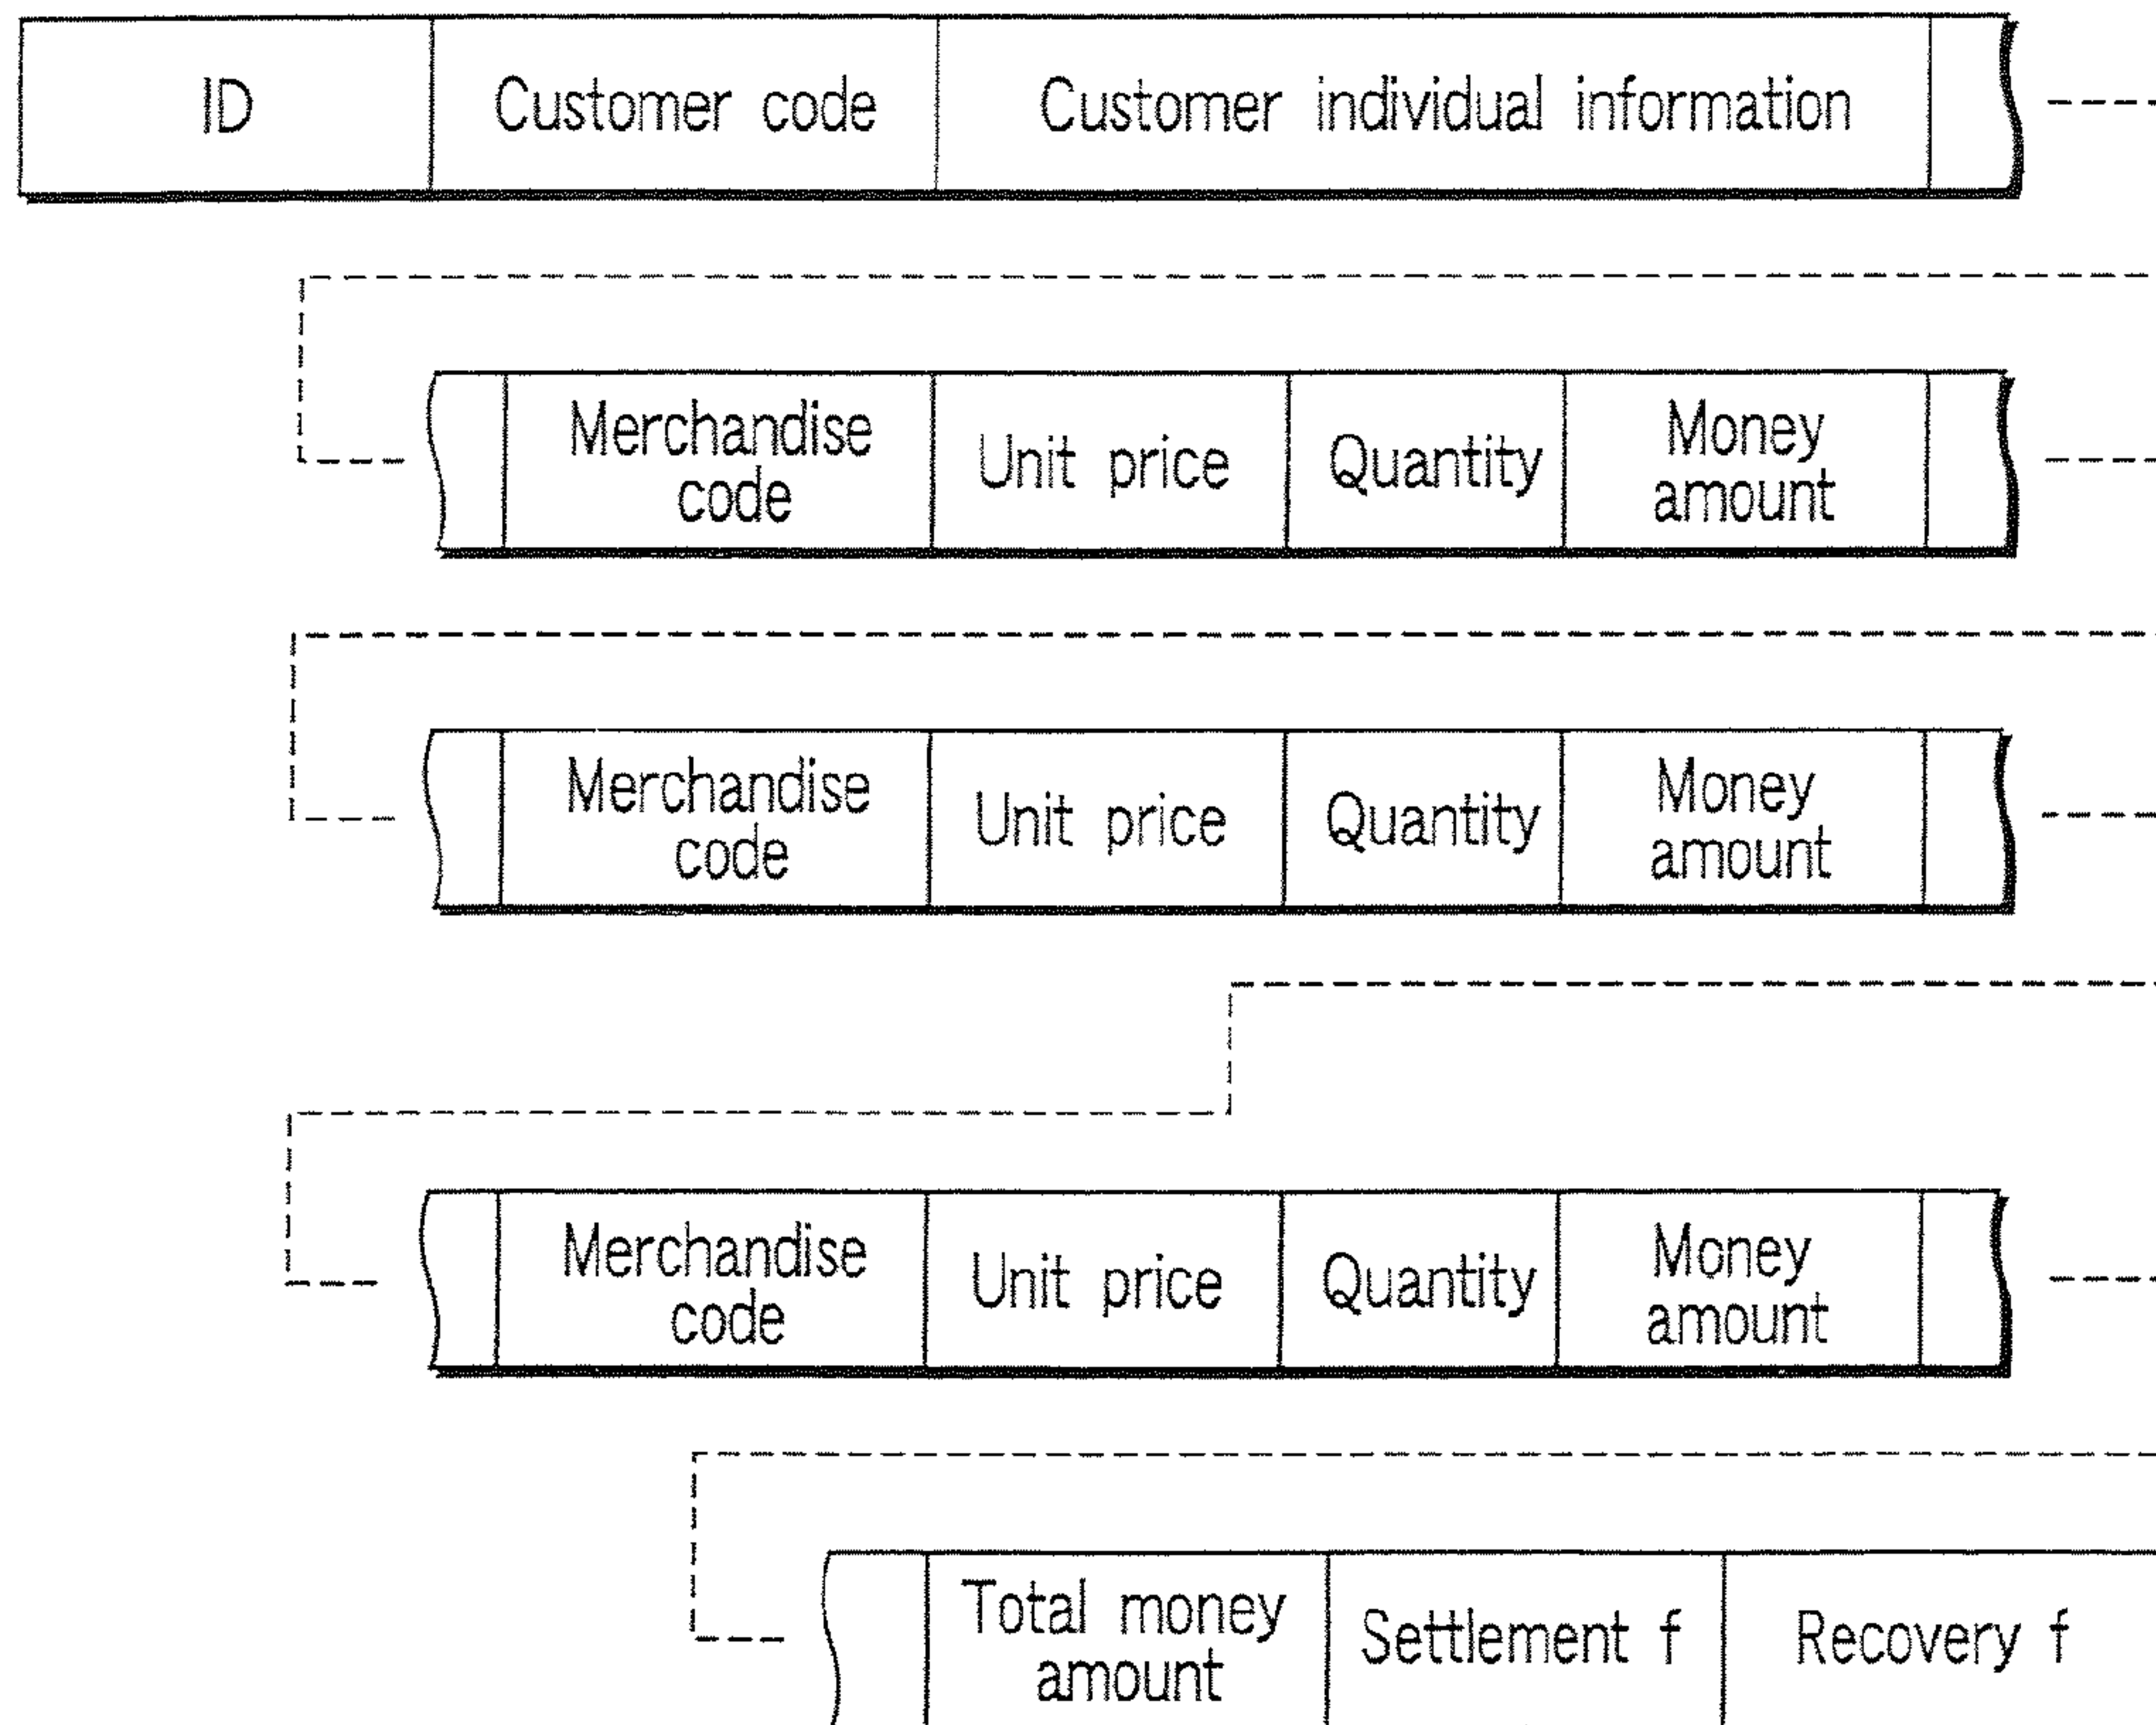 ID Customer code Customer individual information
Merchandise code Unit price Quantity Money amount
Merchandise code Unit price Quantity Money amount
Merchandise code Unit price Quantity Money amount
Total money amount Settlement f Recovery f